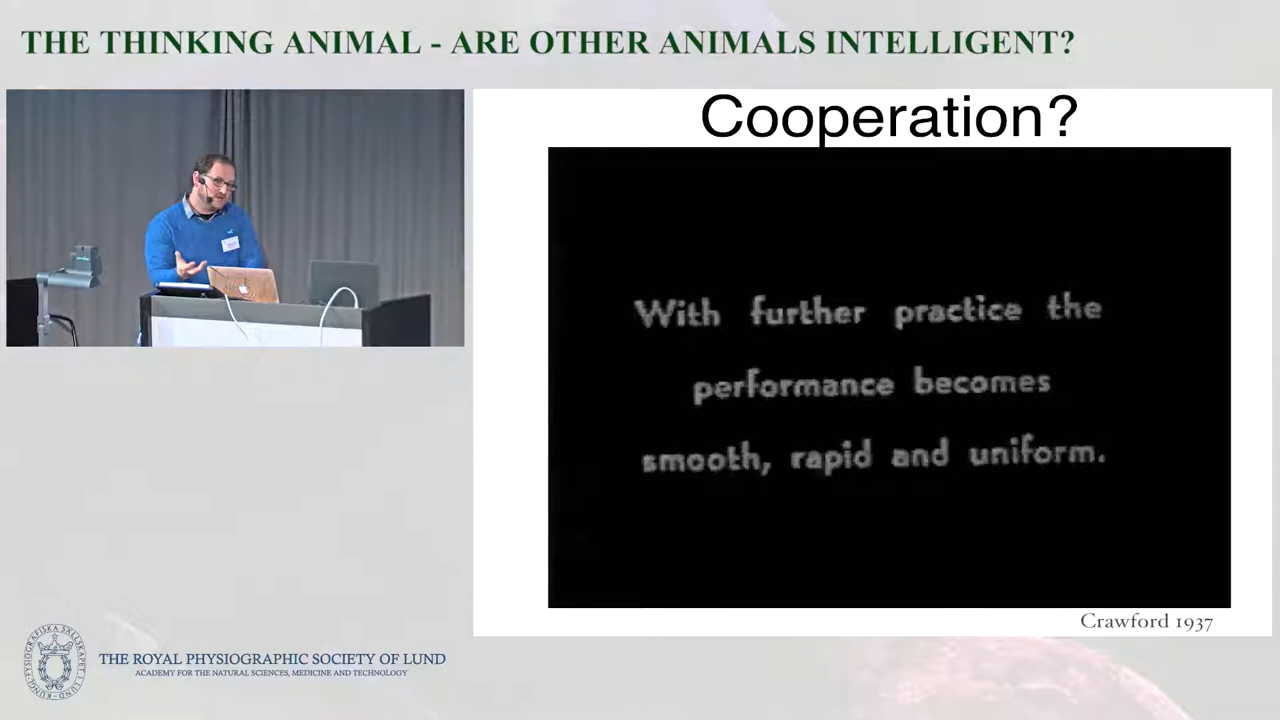 THE THINKING ANIMAL - ARE OTHER ANIMALS INTELLIGENT?
Cooperation?
With further practice the
performance becomes
smooth, rapid and uniform.
Crawford 1937
THE ROYAL PHYSIOGRAPHIC SOCIETY OF LUND
ACADEMY FOR THE NATURAL SCIENCES, MEDICINE AND TECHNOLOGY